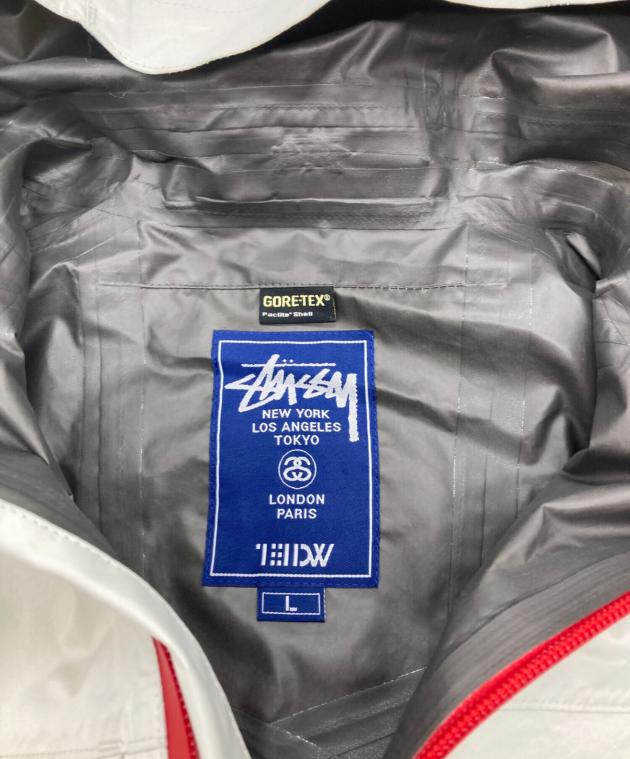 GORE-TEX®
Paclite® Shell
STÜSSY
NEW YORK
LOS ANGELES
TOKYO
LONDON
PARIS
L